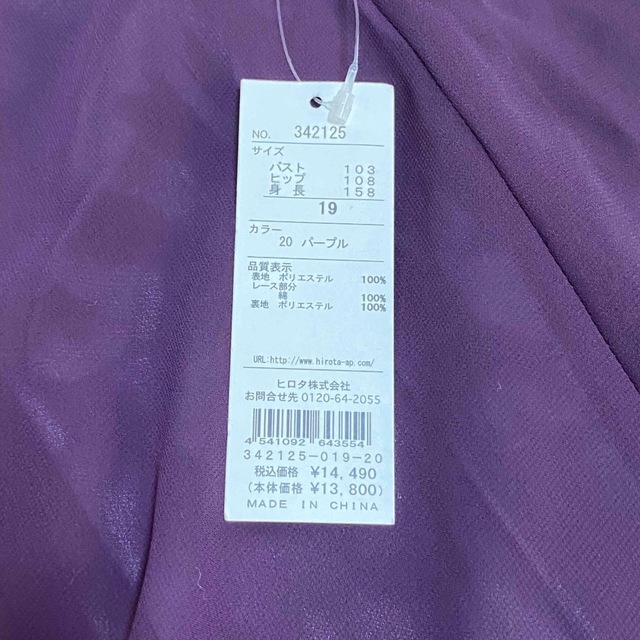 NO. 342125
サイズ
バスト 103
ヒップ 108
身長 158
19
カラー
20 パープル
品質表示
表地 ポリエステル 100%
レース部分
綿 100%
裏地 ポリエステル 100%
URL:http://www.hirota-ap.com/
ヒロタ株式会社
お問合せ先 0120-64-2055
4 541092 643554
342125-019-20
税込価格 ¥14,490
(本体価格 ¥13,800)
MADE IN CHINA